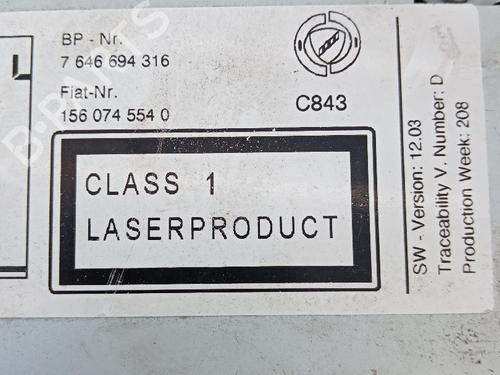 BP - Nr.
7 646 694 316
Fiat-Nr.
156 074 554 0
C843
CLASS 1
LASERPRODUCT
SW - Version: 12.03
Traceability V. Number: D
Production Week: 208
B-PARTS